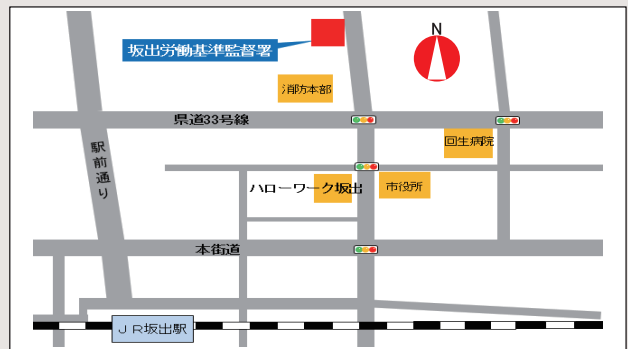 坂出労働基準監督署
N
消防本部
県道33号線
回生病院
駅前通り
ハローワーク坂出
市役所
本街道
ＪＲ坂出駅